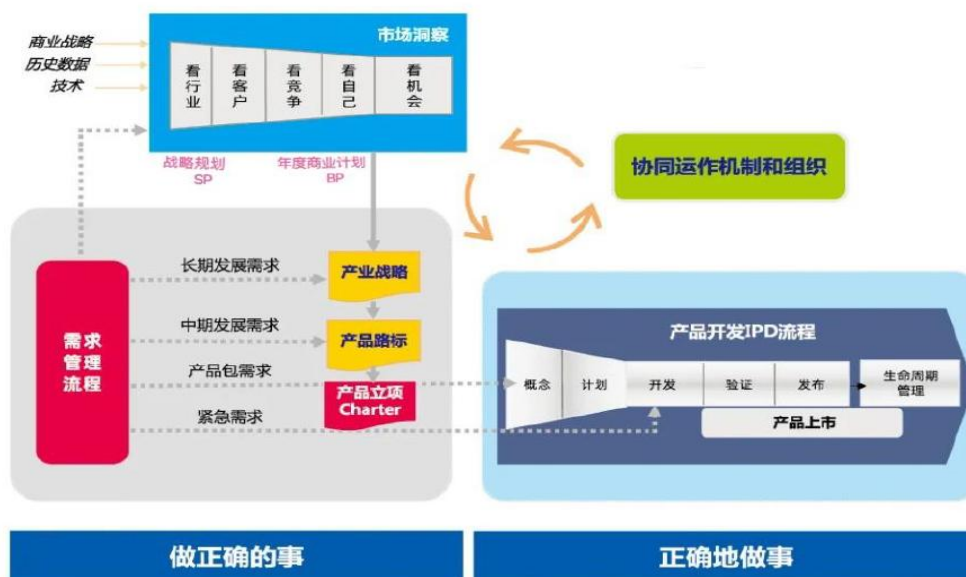 市场洞察
商业战略
历史数据
技术
看行业
看客户
看竞争
看自己
看机会
战略规划
SP
年度商业计划
BP
协同运作机制和组织
需求
管理
流程
长期发展需求
中期发展需求
产品包需求
紧急需求
产业战略
产品路标
产品立项
Charter
产品开发IPD流程
概念
计划
开发
验证
发布
生命周期
管理
产品上市
做正确的事
正确地做事